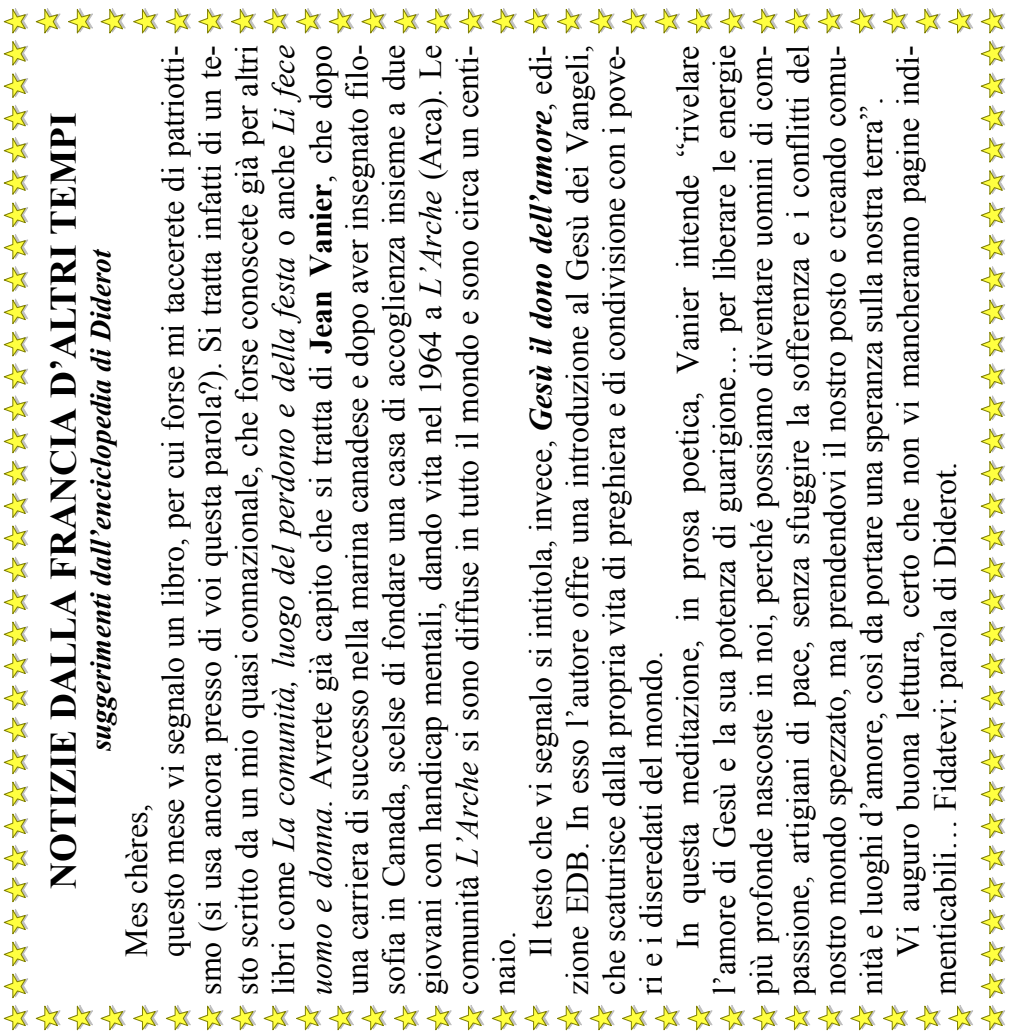 NOTIZIE DALLA FRANCIA D'ALTRI TEMPI
suggerimenti dall'enciclopedia di Diderot
Mes chères,
questo mese vi segnalo un libro, per cui forse mi taccerete di patriotti-
smo (si usa ancora presso di voi questa parola?). Si tratta infatti di un te-
sto scritto da un mio quasi connazionale, che forse conoscete già per altri
libri come La comunità, luogo del perdono e della festa o anche Li fece
uomo e donna. Avrete già capito che si tratta di Jean Vanier, che dopo
una carriera di successo nella marina canadese e dopo aver insegnato filo-
sofia in Canada, scelse di fondare una casa di accoglienza insieme a due
giovani con handicap mentali, dando vita nel 1964 a L'Arche (Arca). Le
comunità L'Arche si sono diffuse in tutto il mondo e sono circa un centi-
naio.
Il testo che vi segnalo si intitola, invece, Gesù il dono dell'amore, edi-
zione EDB. In esso l'autore offre una introduzione al Gesù dei Vangeli,
che scaturisce dalla propria vita di preghiera e di condivisione con i pove-
ri e i diseredati del mondo.
In questa meditazione, in prosa poetica, Vanier intende “rivelare
l'amore di Gesù e la sua potenza di guarigione… per liberare le energie
più profonde nascoste in noi, perché possiamo diventare uomini di com-
passione, artigiani di pace, senza sfuggire la sofferenza e i conflitti del
nostro mondo spezzato, ma prendendovi il nostro posto e creando comu-
nità e luoghi d'amore, così da portare una speranza sulla nostra terra”.
Vi auguro buona lettura, certo che non vi mancheranno pagine indi-
menticabili… Fidatevi: parola di Diderot.